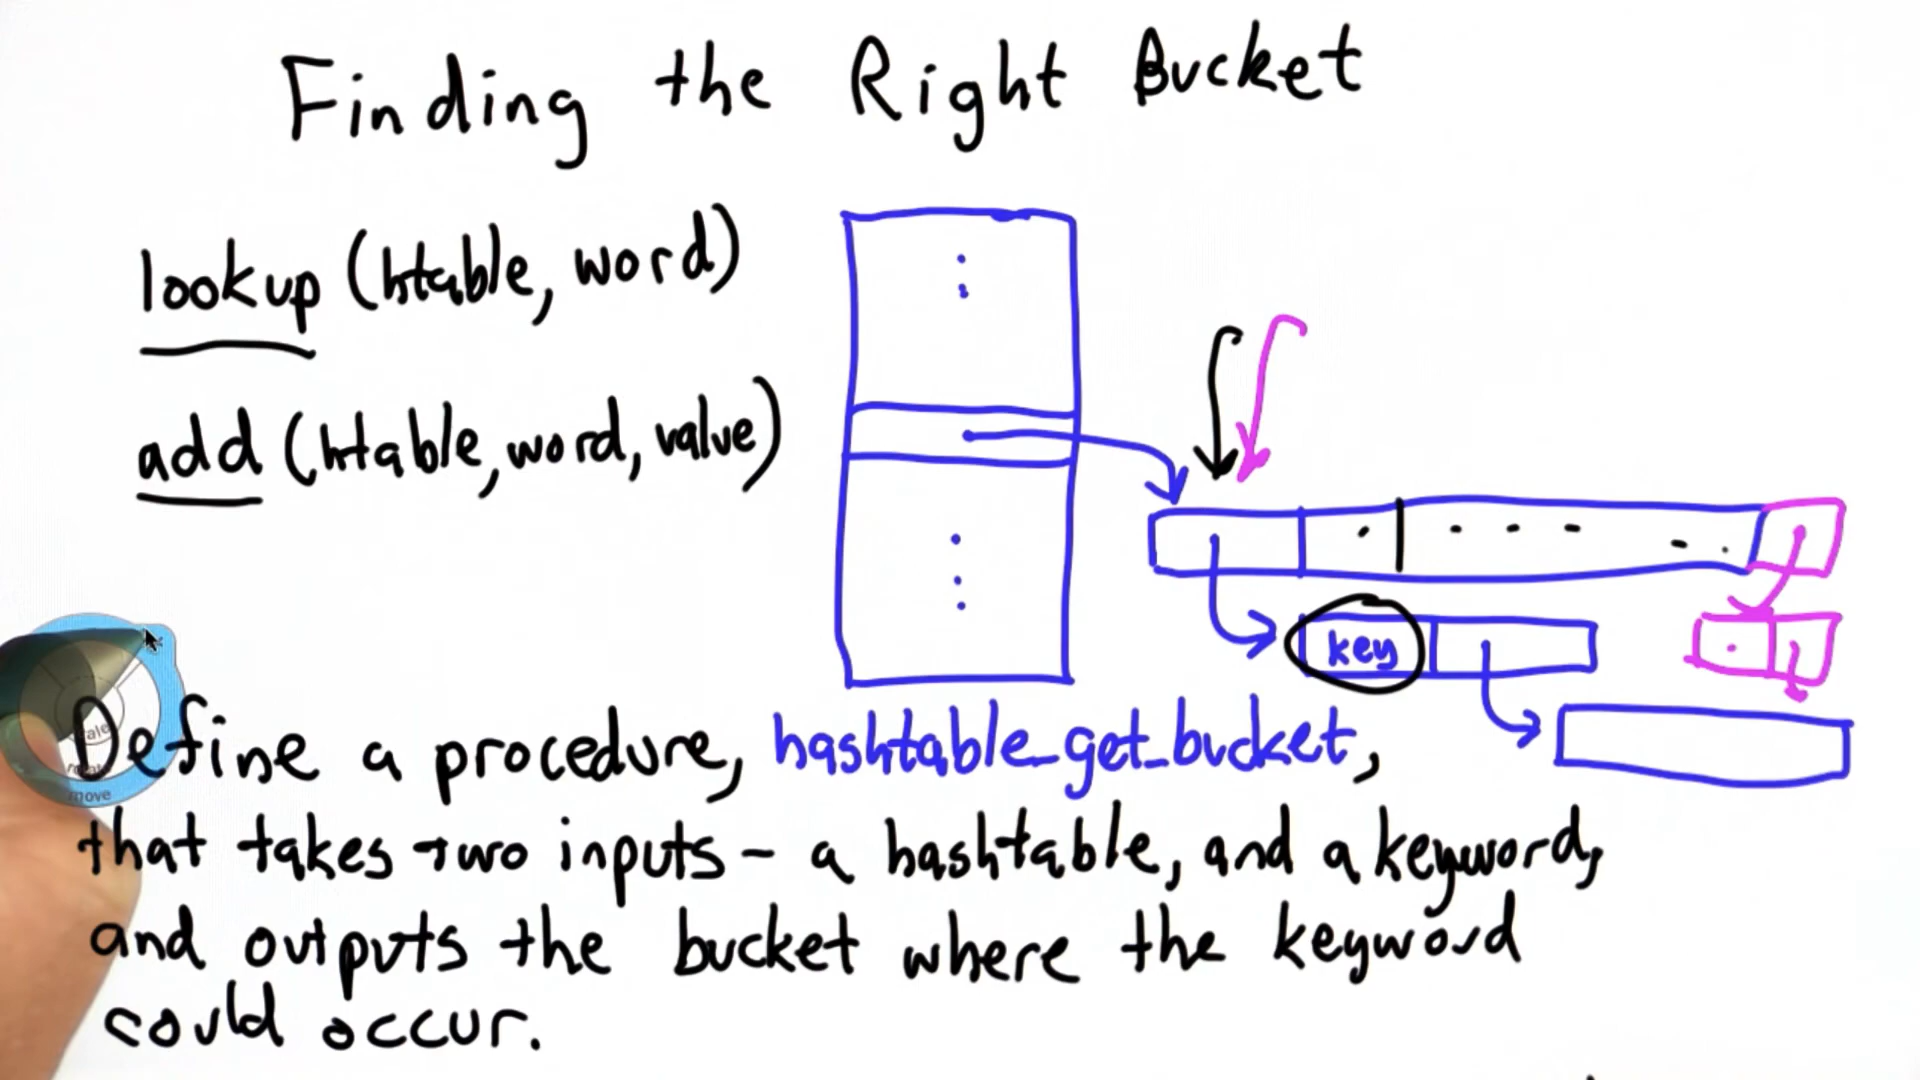 Finding the Right Bucket
lookup (htable, word)
add (htable, word, value)
key
Define a procedure, hashtable_get_bucket,
that takes two inputs - a hashtable, and a keyword,
and outputs the bucket where the keyword
could occur.
move